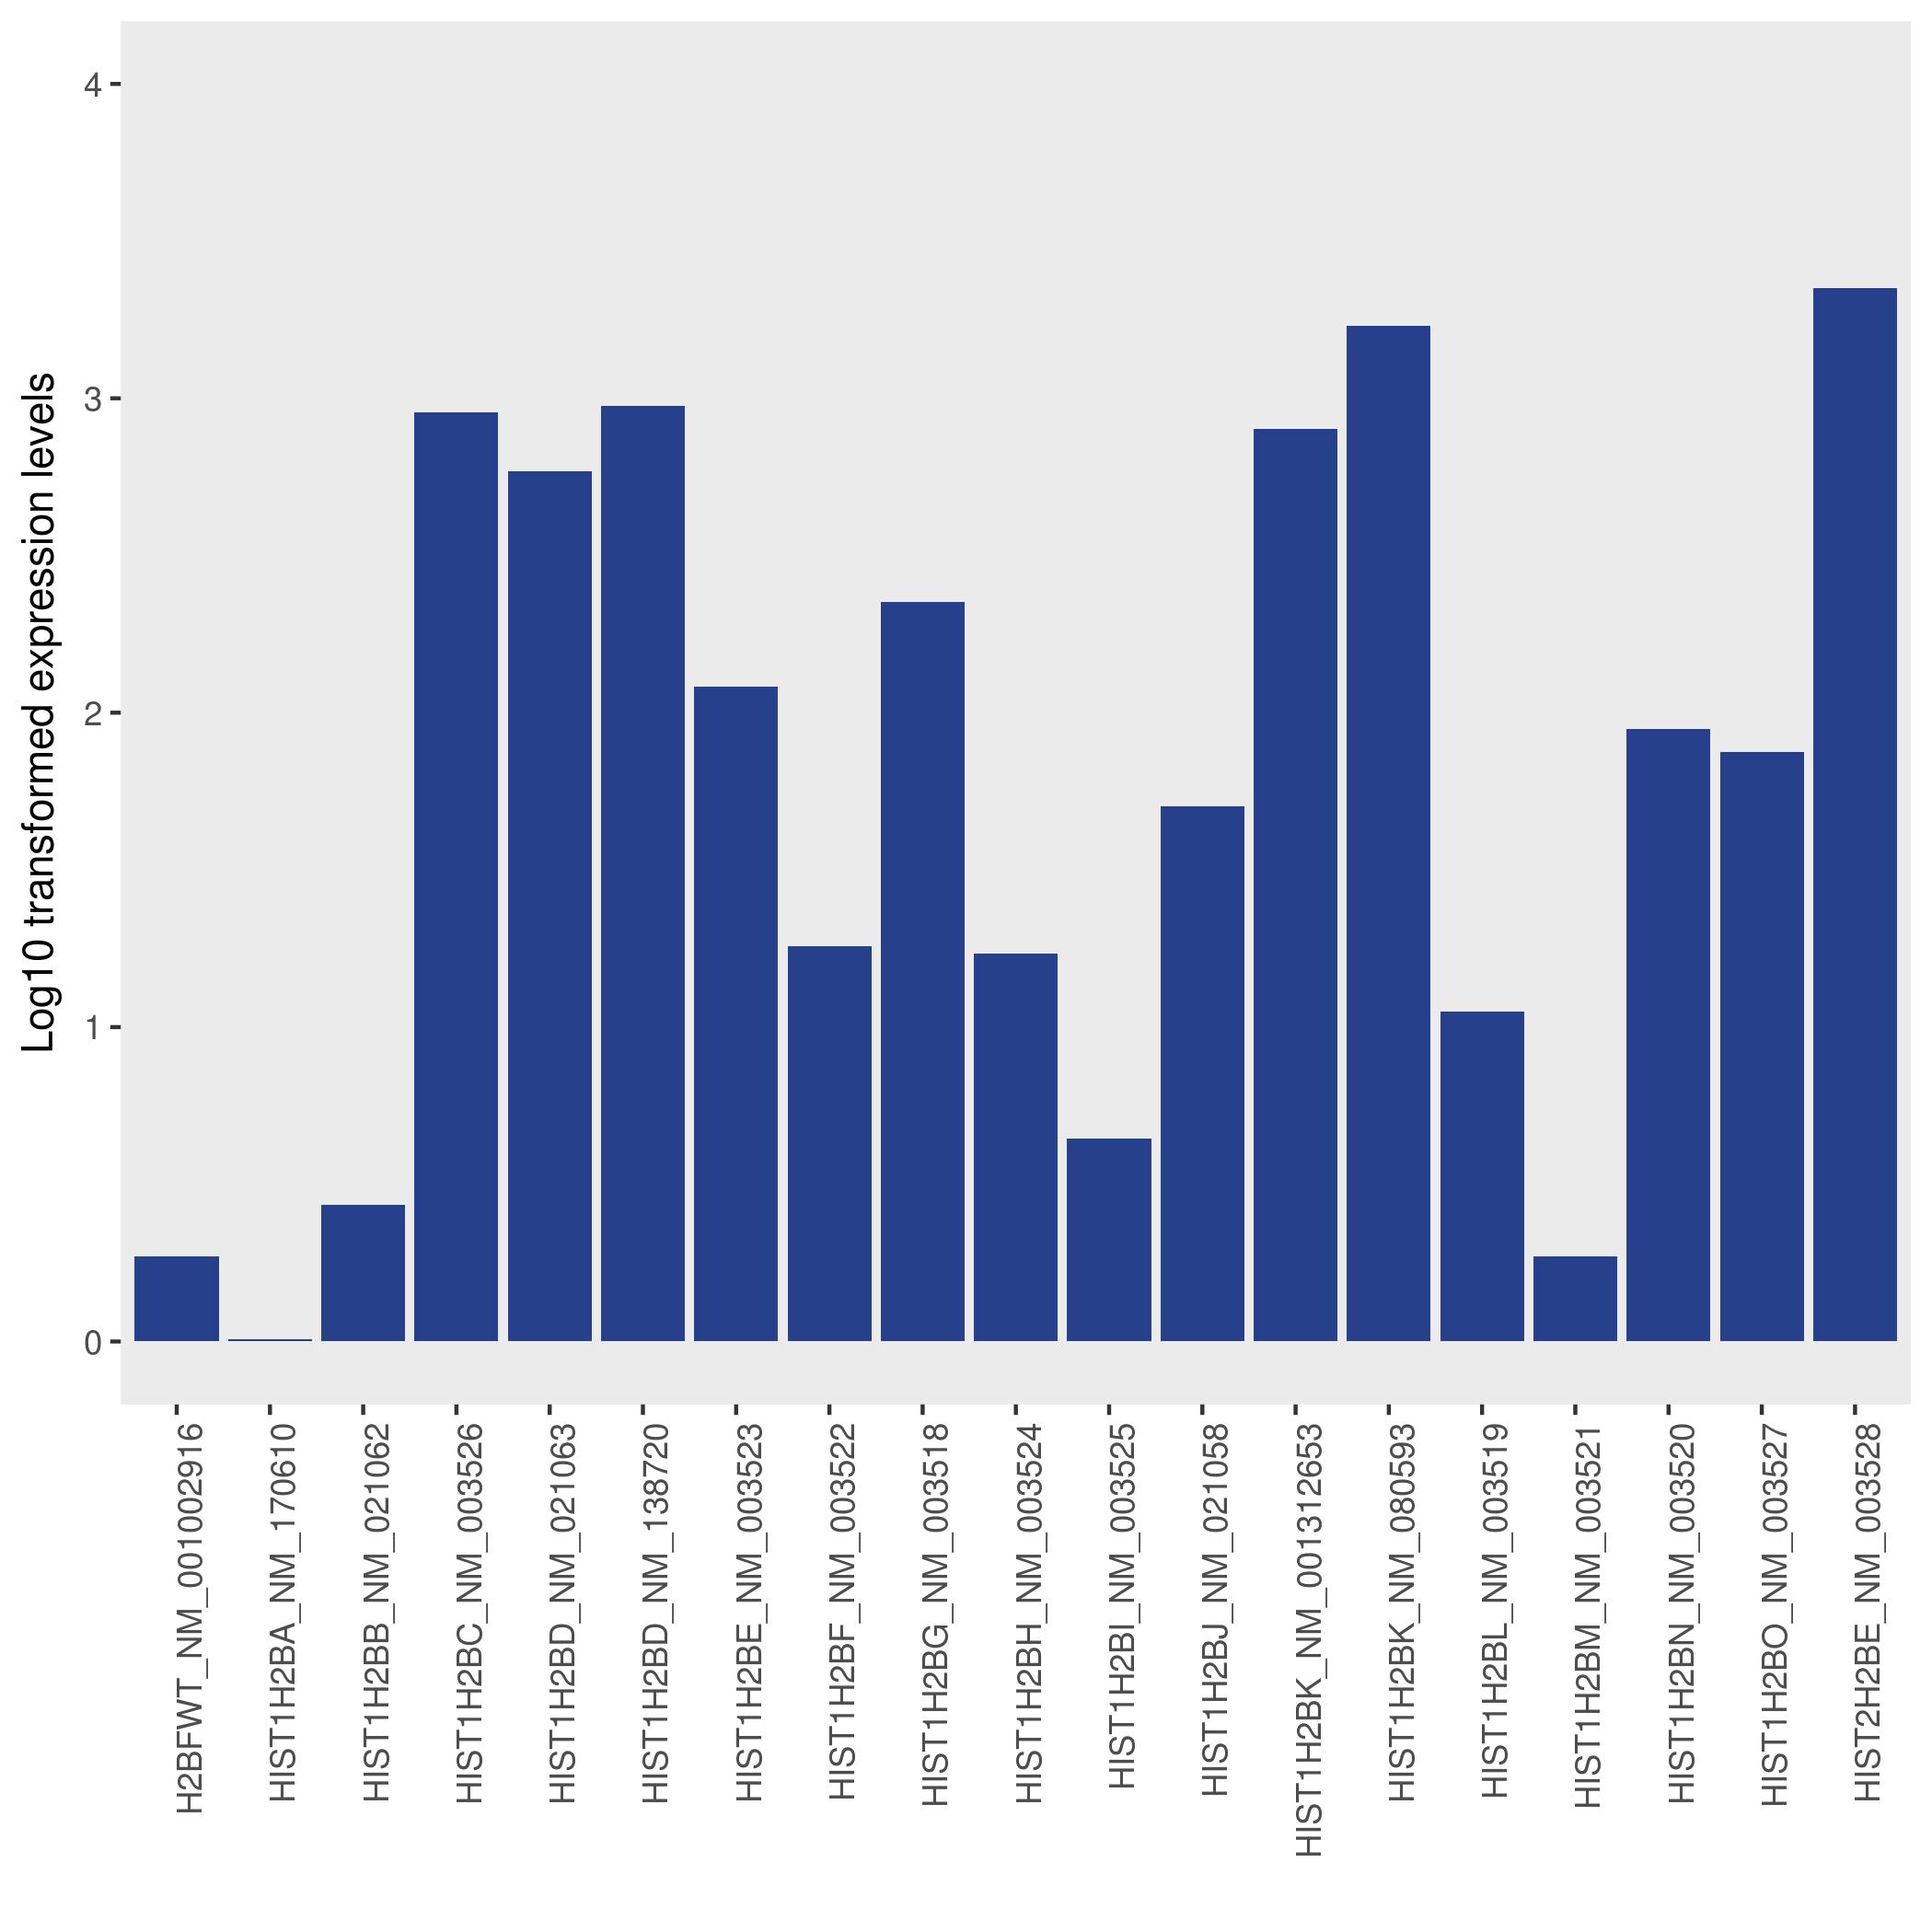 Log10 transformed expression levels
4
3
2
1
0
H2BFWT_NM_001002916
HIST1H2BA_NM_170610
HIST1H2BB_NM_021062
HIST1H2BC_NM_003526
HIST1H2BD_NM_021063
HIST1H2BD_NM_138720
HIST1H2BE_NM_003523
HIST1H2BF_NM_003522
HIST1H2BG_NM_003518
HIST1H2BH_NM_003524
HIST1H2BI_NM_003525
HIST1H2BJ_NM_021058
HIST1H2BK_NM_001312653
HIST1H2BK_NM_080593
HIST1H2BL_NM_003519
HIST1H2BM_NM_003521
HIST1H2BN_NM_003520
HIST1H2BO_NM_003527
HIST2H2BE_NM_003528